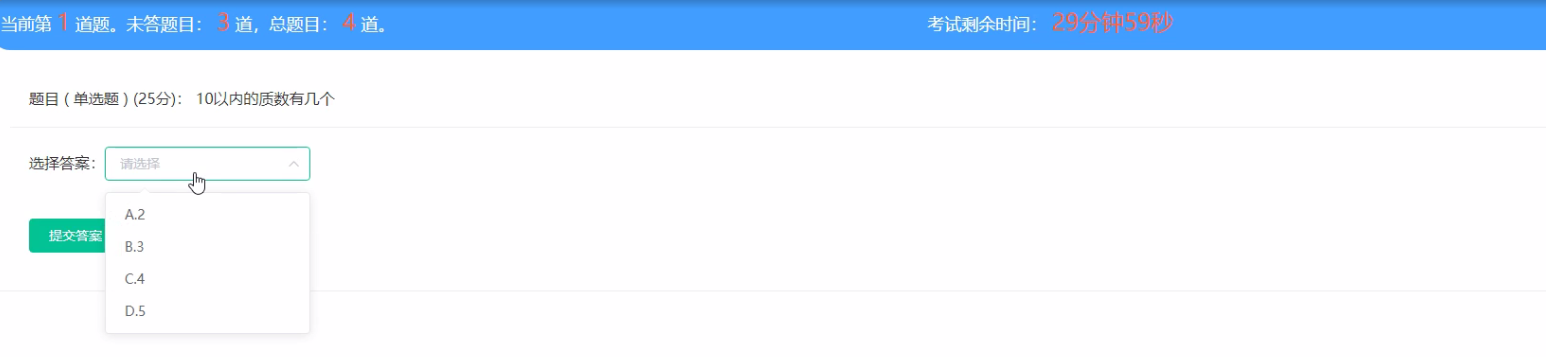 当前第 1 道题。未答题目： 3 道，总题目： 4 道。 考试剩余时间： 29分钟59秒
题目 ( 单选题 ) (25分)： 10以内的质数有几个
选择答案： 请选择
A.2
提交答案
B.3
C.4
D.5